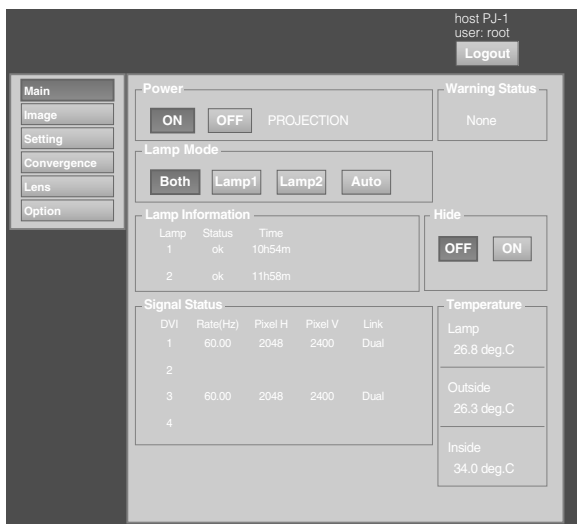 host PJ-1
user: root
Logout
Main
Image
Setting
Convergence
Lens
Option
Power
ON OFF PROJECTION
Warning Status
None
Lamp Mode
Both Lamp1 Lamp2 Auto
Lamp Information
Lamp Status Time
1 ok 10h54m
2 ok 11h58m
Hide
OFF ON
Signal Status
DVI Rate(Hz) Pixel H Pixel V Link
1 60.00 2048 2400 Dual
2
3 60.00 2048 2400 Dual
4
Temperature
Lamp
26.8 deg.C
Outside
26.3 deg.C
Inside
34.0 deg.C